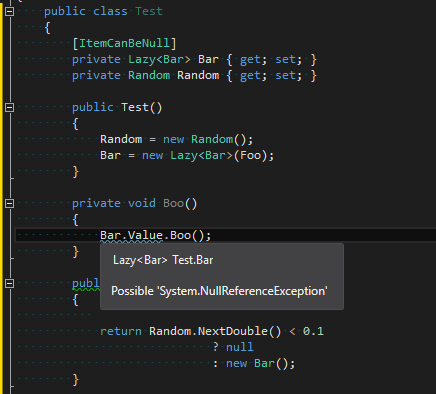 public class Test
{
[ItemCanBeNull]
private Lazy<Bar> Bar { get; set; }
private Random Random { get; set; }
public Test()
{
Random = new Random();
Bar = new Lazy<Bar>(Foo);
}
private void Boo()
{
Bar.Value.Boo();
}
Lazy<Bar> Test.Bar
Possible 'System.NullReferenceException'
{
return Random.NextDouble() < 0.1
? null
: new Bar();
}